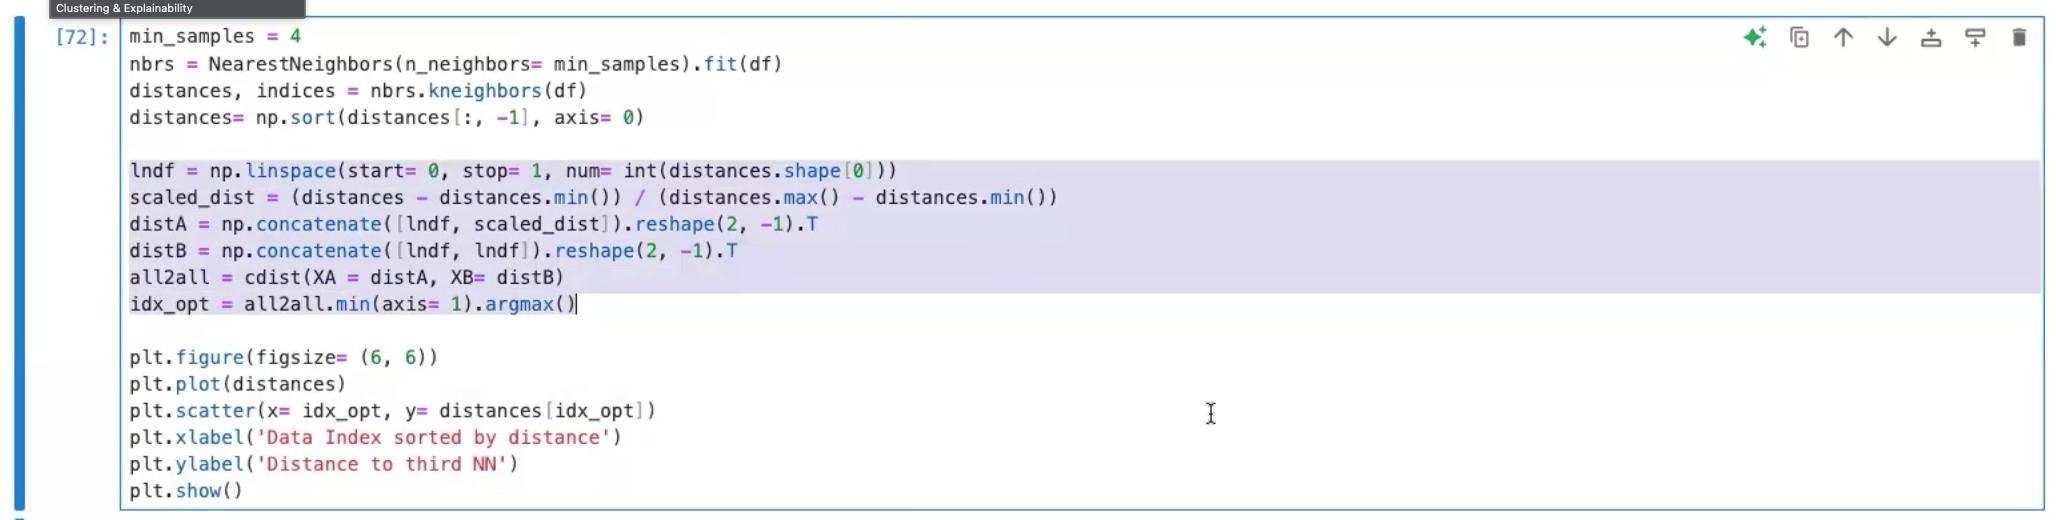 Clustering & Explainability
[72]:
min_samples = 4
nbrs = NearestNeighbors(n_neighbors= min_samples).fit(df)
distances, indices = nbrs.kneighbors(df)
distances= np.sort(distances[:, -1], axis= 0)
lndf = np.linspace(start= 0, stop= 1, num= int(distances.shape[0]))
scaled_dist = (distances - distances.min()) / (distances.max() - distances.min())
distA = np.concatenate([lndf, scaled_dist]).reshape(2, -1).T
distB = np.concatenate([lndf, lndf]).reshape(2, -1).T
all2all = cdist(XA = distA, XB= distB)
idx_opt = all2all.min(axis= 1).argmax()
plt.figure(figsize= (6, 6))
plt.plot(distances)
plt.scatter(x= idx_opt, y= distances[idx_opt])
plt.xlabel('Data Index sorted by distance')
plt.ylabel('Distance to third NN')
plt.show()